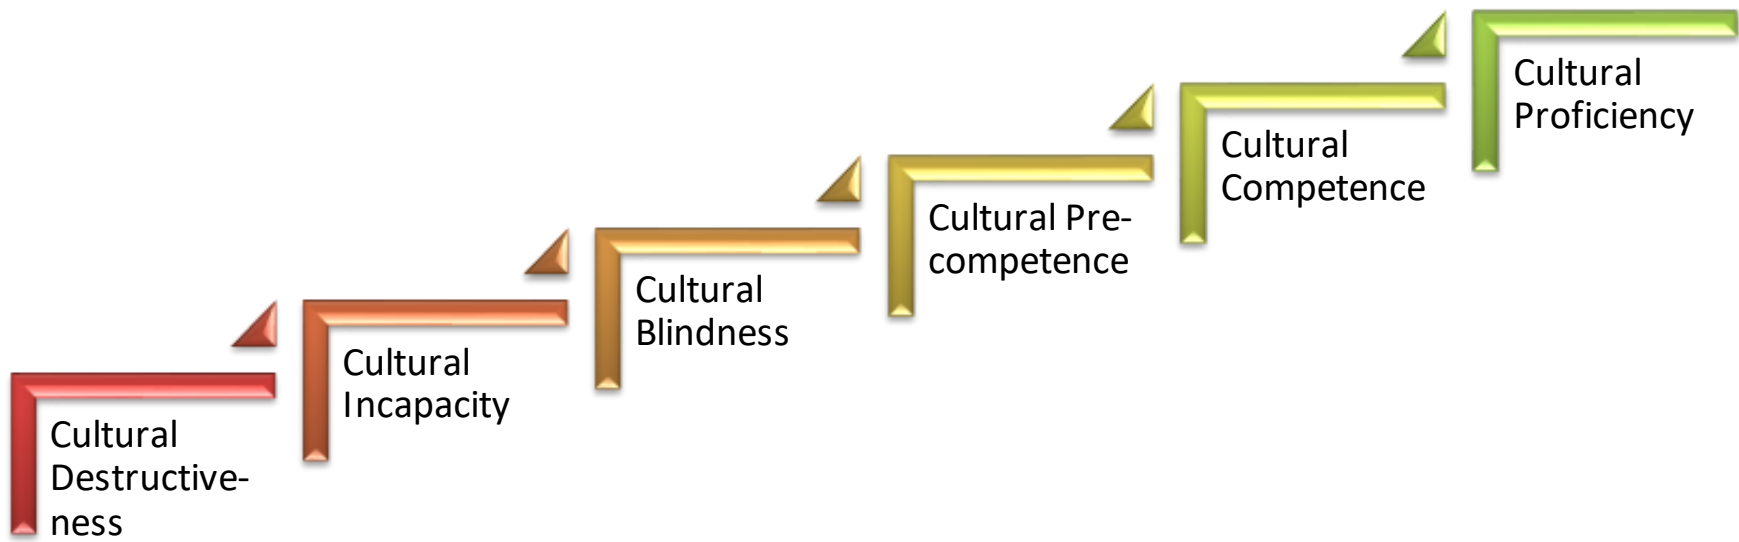 Cultural
Destructive-
ness
Cultural
Incapacity
Cultural
Blindness
Cultural Pre-
competence
Cultural
Competence
Cultural
Proficiency